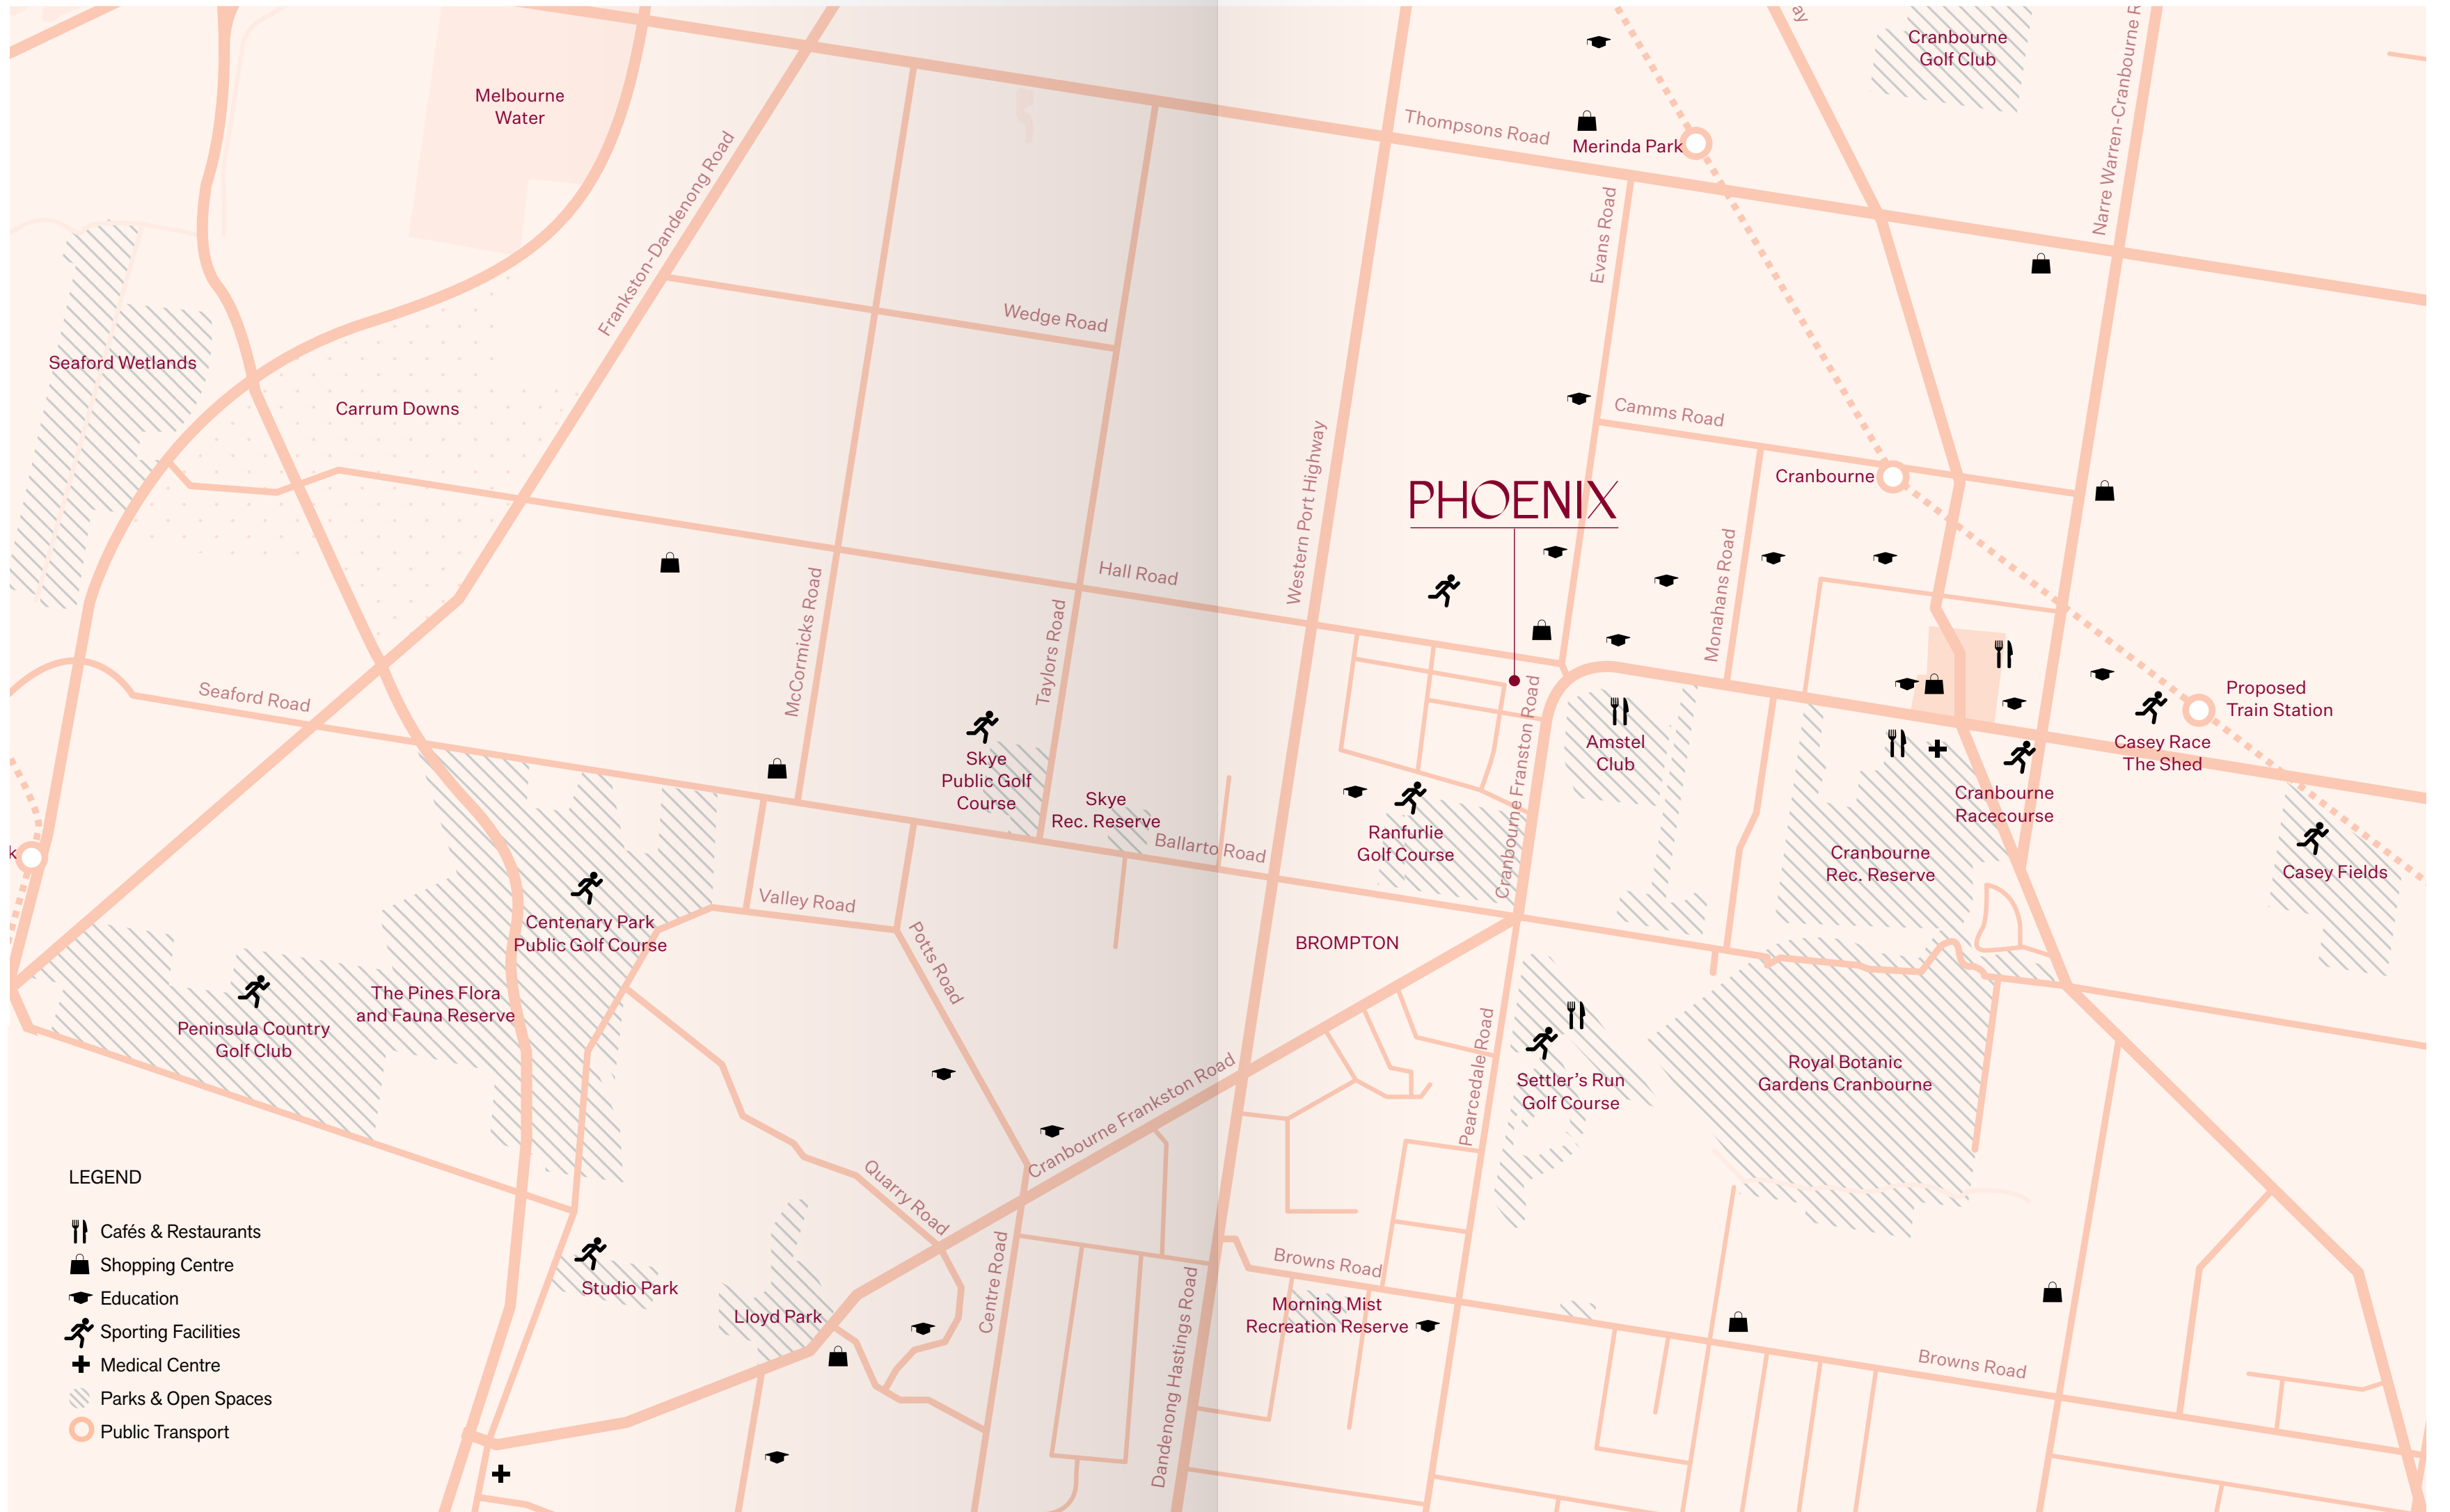 Cranbourne
Golf Club
ay
Narre Warren-Cranbourne R
Melbourne
Water
Thompsons Road
Merinda Park
Frankston-Dandenong Road
Evans Road
Wedge Road
Seaford Wetlands
Carrum Downs
Camms Road
Western Port Highway
PHOENIX
Cranbourne
Monahans Road
Hall Road
McCormicks Road
Taylors Road
Seaford Road
Proposed
Train Station
Cranbourne Franston Road
Amstel
Club
Casey Race
The Shed
Skye
Public Golf
Course
Skye
Rec. Reserve
Cranbourne
Racecourse
Ballarto Road
Ranfurlie
Golf Course
k
Cranbourne
Rec. Reserve
Casey Fields
Valley Road
Centenary Park
Public Golf Course
Potts Road
BROMPTON
The Pines Flora
and Fauna Reserve
Peninsula Country
Golf Club
Pearcedale Road
Settler's Run
Golf Course
Royal Botanic
Gardens Cranbourne
Cranbourne Frankston Road
Quarry Road
Centre Road
Browns Road
Studio Park
Lloyd Park
Morning Mist
Recreation Reserve
Dandenong Hastings Road
Browns Road
LEGEND
Cafés & Restaurants
Shopping Centre
Education
Sporting Facilities
Medical Centre
Parks & Open Spaces
Public Transport